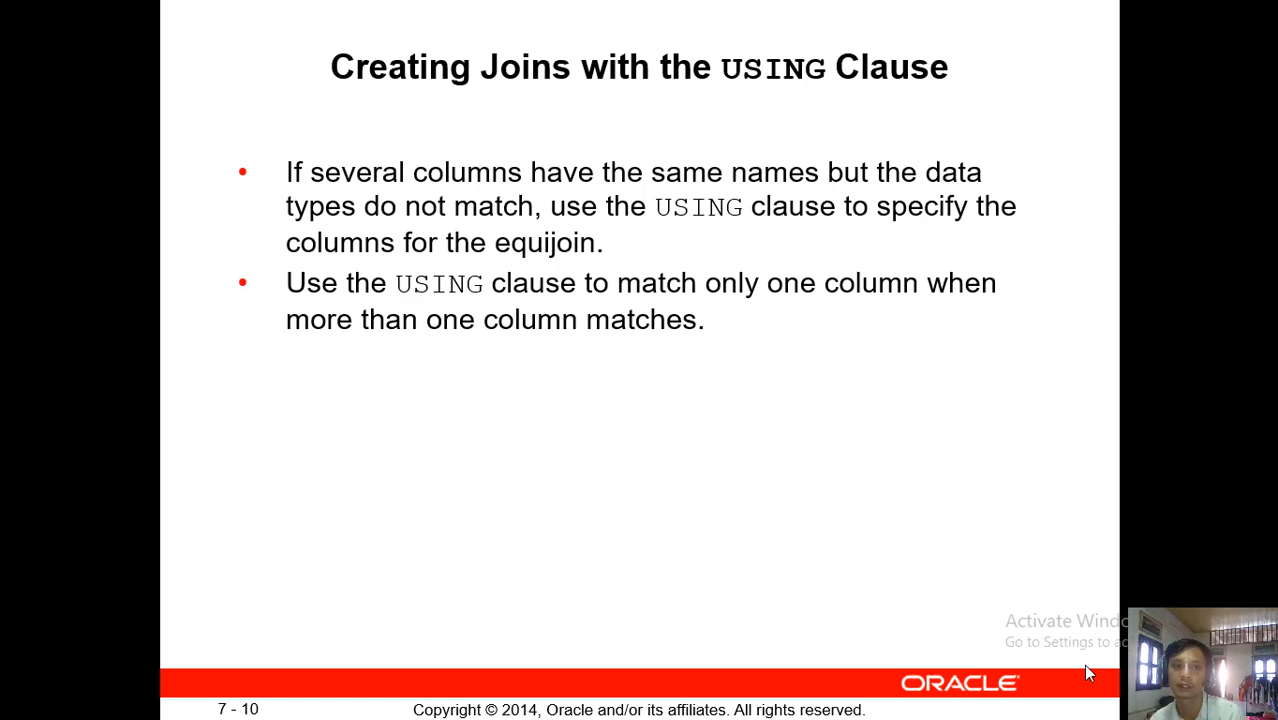 Creating Joins with the USING Clause
• If several columns have the same names but the data
types do not match, use the USING clause to specify the
columns for the equijoin.
• Use the USING clause to match only one column when
more than one column matches.
Activate Windo
Go to Settings to ac
ORACLE
7 - 10
Copyright © 2014, Oracle and/or its affiliates. All rights reserved.